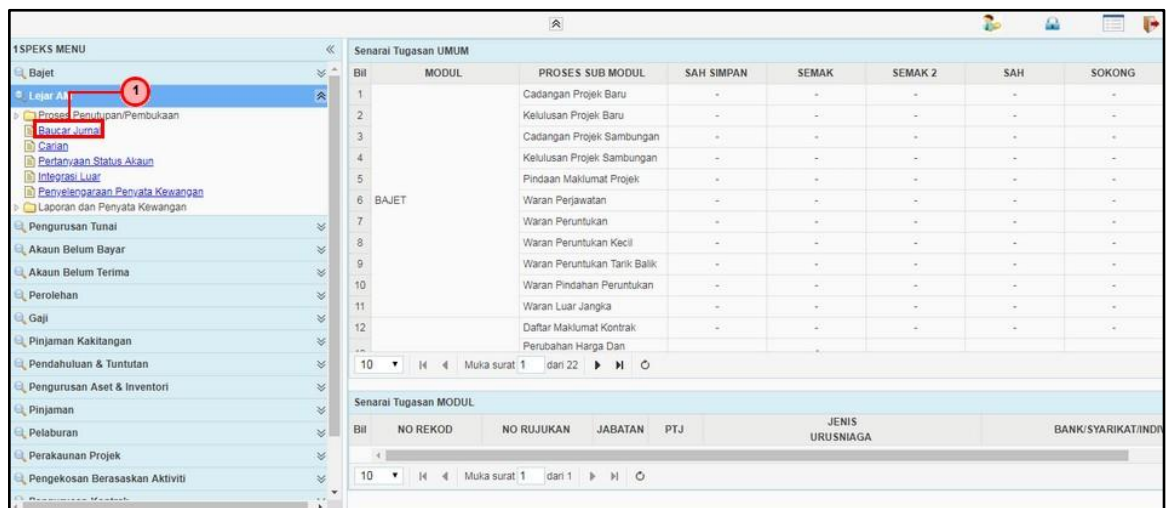 1SPEKS MENU
Bajet
Lejar AM
1
Proses Penutupan/Pembukaan
Baucar Jurnal
Carian
Pertanyaan Status Akaun
Integrasi Luar
Penyelengaraan Penyata Kewangan
Laporan dan Penyata Kewangan
Pengurusan Tunai
Akaun Belum Bayar
Akaun Belum Terima
Perolehan
Gaji
Pinjaman Kakitangan
Pendahuluan & Tuntutan
Pengurusan Aset & Inventori
Pinjaman
Pelaburan
Perakaunan Projek
Pengekosan Berasaskan Aktiviti
Senarai Tugasan UMUM
Bil MODUL PROSES SUB MODUL SAH SIMPAN SEMAK SEMAK 2 SAH SOKONG
1 Cadangan Projek Baru - - - - -
2 Kelulusan Projek Baru - - - - -
3 Cadangan Projek Sambungan - - - - -
4 Kelulusan Projek Sambungan - - - - -
5 Pindaan Maklumat Projek - - - - -
6 BAJET Waran Perjawatan - - - - -
7 Waran Peruntukan - - - - -
8 Waran Peruntukan Kecil - - - - -
9 Waran Peruntukan Tarik Balik - - - - -
10 Waran Pindahan Peruntukan - - - - -
11 Waran Luar Jangka - - - - -
12 Daftar Maklumat Kontrak - - - - -
Perubahan Harga Dan
10 Muka surat 1 dari 22
Senarai Tugasan MODUL
Bil NO REKOD NO RUJUKAN JABATAN PTJ JENIS URUSNIAGA BANK/SYARIKAT/INDIV
10 Muka surat 1 dari 1